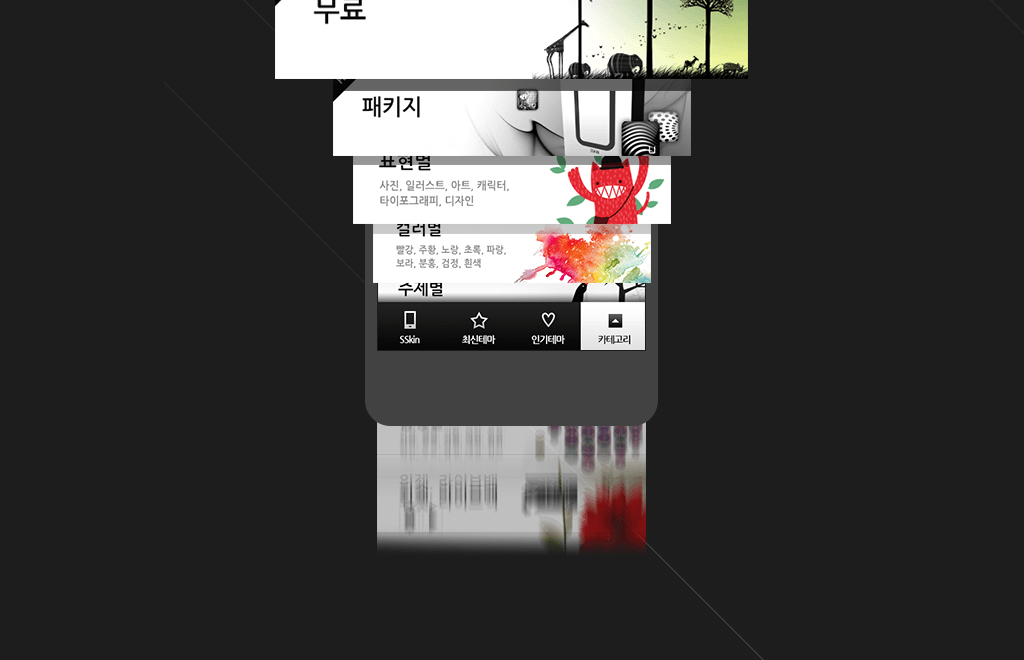 무료
패키지
표현별
사진, 일러스트, 아트, 캐릭터,
타이포그래피, 디자인
컬러별
빨강, 주황, 노랑, 초록, 파랑,
보라, 분홍, 검정, 흰색
주제별
SSkin 최신테마 인기테마 카테고리